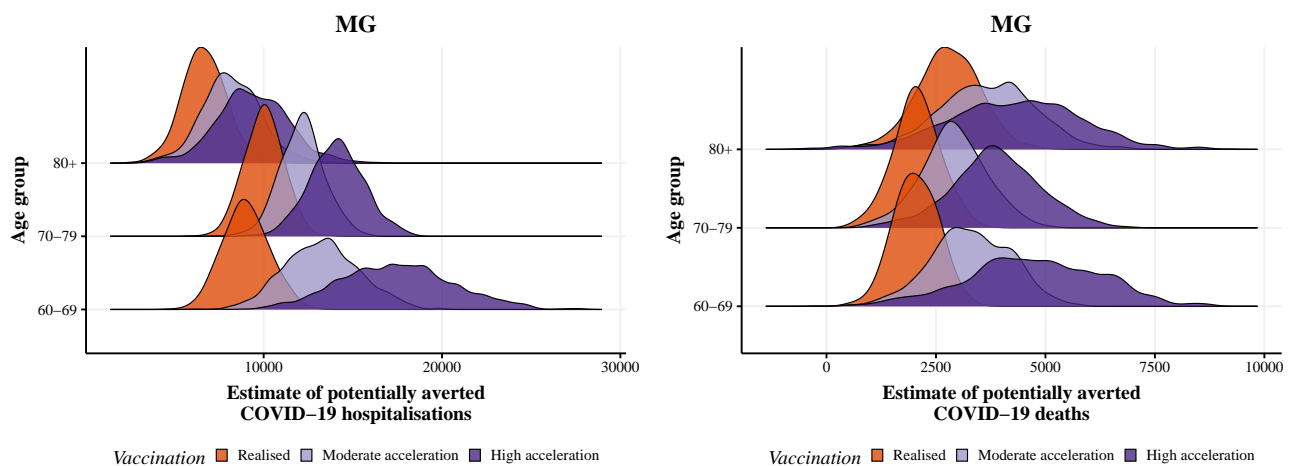 MG
Age group
80+
70−79
60−69
10000 20000 30000
Estimate of potentially averted
COVID−19 hospitalisations
Vaccination Realised Moderate acceleration High acceleration
MG
Age group
80+
70−79
60−69
0 2500 5000 7500 10000
Estimate of potentially averted
COVID−19 deaths
Vaccination Realised Moderate acceleration High acceleration